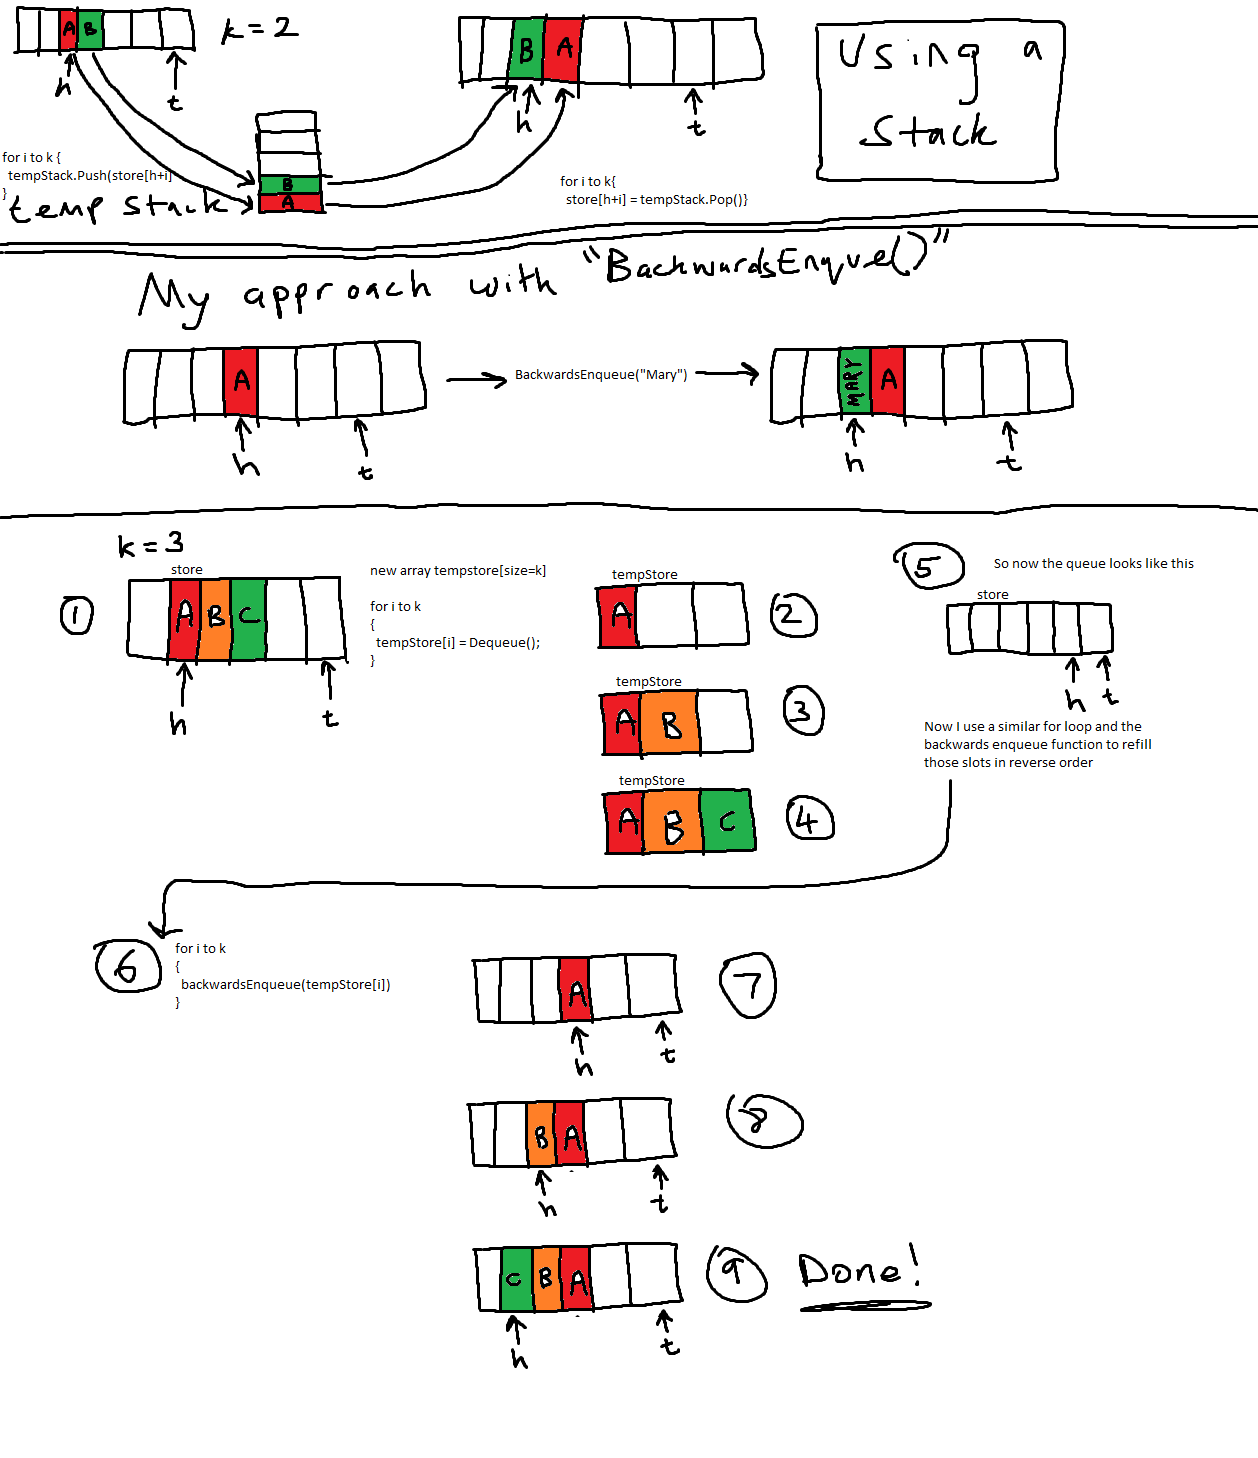 A B
k = 2
h
t
for i to k {
tempStack.Push(store[h+i]
}
temp stack
B
A
B A
h
t
for i to k{
store[h+i] = tempStack.Pop()}
Using a
Stack
My approach with "BackwardsEnque()"
A
h
t
BackwardsEnqueue("Mary")
MARY A
h
t
k = 3
store
1
A B C
h
t
new array tempstore[size=k]
for i to k
{
tempStore[i] = Dequeue();
}
tempStore
A
2
tempStore
A B
3
tempStore
A B C
4
5
So now the queue looks like this
store
h t
Now I use a similar for loop and the
backwards enqueue function to refill
those slots in reverse order
6
for i to k
{
backwardsEnqueue(tempStore[i])
}
A
7
h
t
B A
8
h
t
C B A
9
Done!
h
t